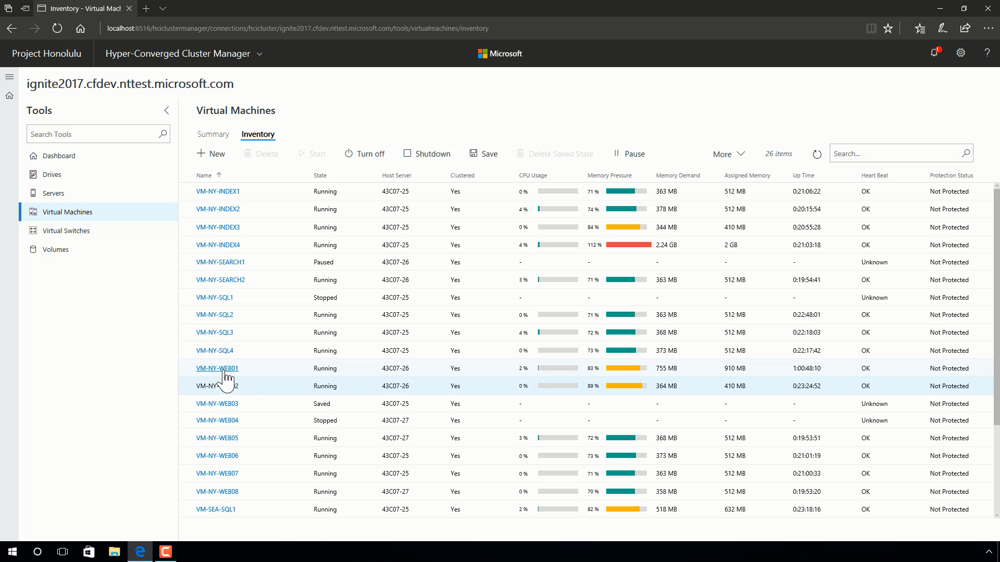 Inventory - Virtual Mach
localhost:6516/hciclustermanager/connections/hcicluster/ignite2017.cfdev.nttest.microsoft.com/tools/virtualmachines/inventory
Project Honolulu Hyper-Converged Cluster Manager Microsoft 1 ?
ignite2017.cfdev.nttest.microsoft.com
Tools
Search Tools
Dashboard
Drives
Servers
Virtual Machines
Virtual Switches
Volumes
Virtual Machines
Summary Inventory
New Delete Start Turn off Shutdown Save Delete Saved State Pause More 26 items Search...
Name State Host Server Clustered CPU Usage Memory Pressure Memory Demand Assigned Memory Up Time Heart Beat Protection Status
VM-NY-INDEX1 Running 43C07-25 Yes 0 % 71 % 363 MB 512 MB 0:21:06:22 OK Not Protected
VM-NY-INDEX2 Running 43C07-25 Yes 4 % 74 % 378 MB 512 MB 0:20:15:54 OK Not Protected
VM-NY-INDEX3 Running 43C07-25 Yes 0 % 84 % 344 MB 410 MB 0:20:55:28 OK Not Protected
VM-NY-INDEX4 Running 43C07-25 Yes 4 % 112 % 2.24 GB 2 GB 0:21:03:18 OK Not Protected
VM-NY-SEARCH1 Paused 43C07-26 Yes - - - - - Unknown Not Protected
VM-NY-SEARCH2 Running 43C07-26 Yes 3 % 71 % 363 MB 512 MB 0:19:54:41 OK Not Protected
VM-NY-SQL1 Stopped 43C07-25 Yes - - - - - Unknown Not Protected
VM-NY-SQL2 Running 43C07-25 Yes 0 % 71 % 363 MB 512 MB 0:22:48:01 OK Not Protected
VM-NY-SQL3 Running 43C07-25 Yes 4 % 72 % 368 MB 512 MB 0:22:18:03 OK Not Protected
VM-NY-SQL4 Running 43C07-25 Yes 0 % 73 % 373 MB 512 MB 0:22:17:42 OK Not Protected
VM-NY-WEB01 Running 43C07-26 Yes 2 % 83 % 755 MB 910 MB 1:00:48:10 OK Not Protected
Running 43C07-26 Yes 0 % 89 % 364 MB 410 MB 0:23:24:52 OK Not Protected
VM-NY-WEB03 Saved 43C07-25 Yes - - - - - Unknown Not Protected
VM-NY-WEB04 Stopped 43C07-27 Yes - - - - - Unknown Not Protected
VM-NY-WEB05 Running 43C07-27 Yes 3 % 72 % 368 MB 512 MB 0:19:53:51 OK Not Protected
VM-NY-WEB06 Running 43C07-25 Yes 0 % 73 % 373 MB 512 MB 0:21:01:19 OK Not Protected
VM-NY-WEB07 Running 43C07-25 Yes 0 % 71 % 363 MB 512 MB 0:21:00:33 OK Not Protected
VM-NY-WEB08 Running 43C07-27 Yes 0 % 70 % 358 MB 512 MB 0:19:53:20 OK Not Protected
VM-SEA-SQL1 Running 43C07-25 Yes 2 % 82 % 518 MB 632 MB 0:23:18:16 OK Not Protected